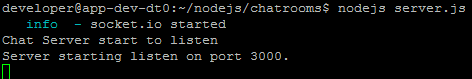 developer@app-dev-dt0:~/nodejs/chatrooms$ nodejs server.js
   info  - socket.io started
Chat Server start to listen
Server starting listen on port 3000.